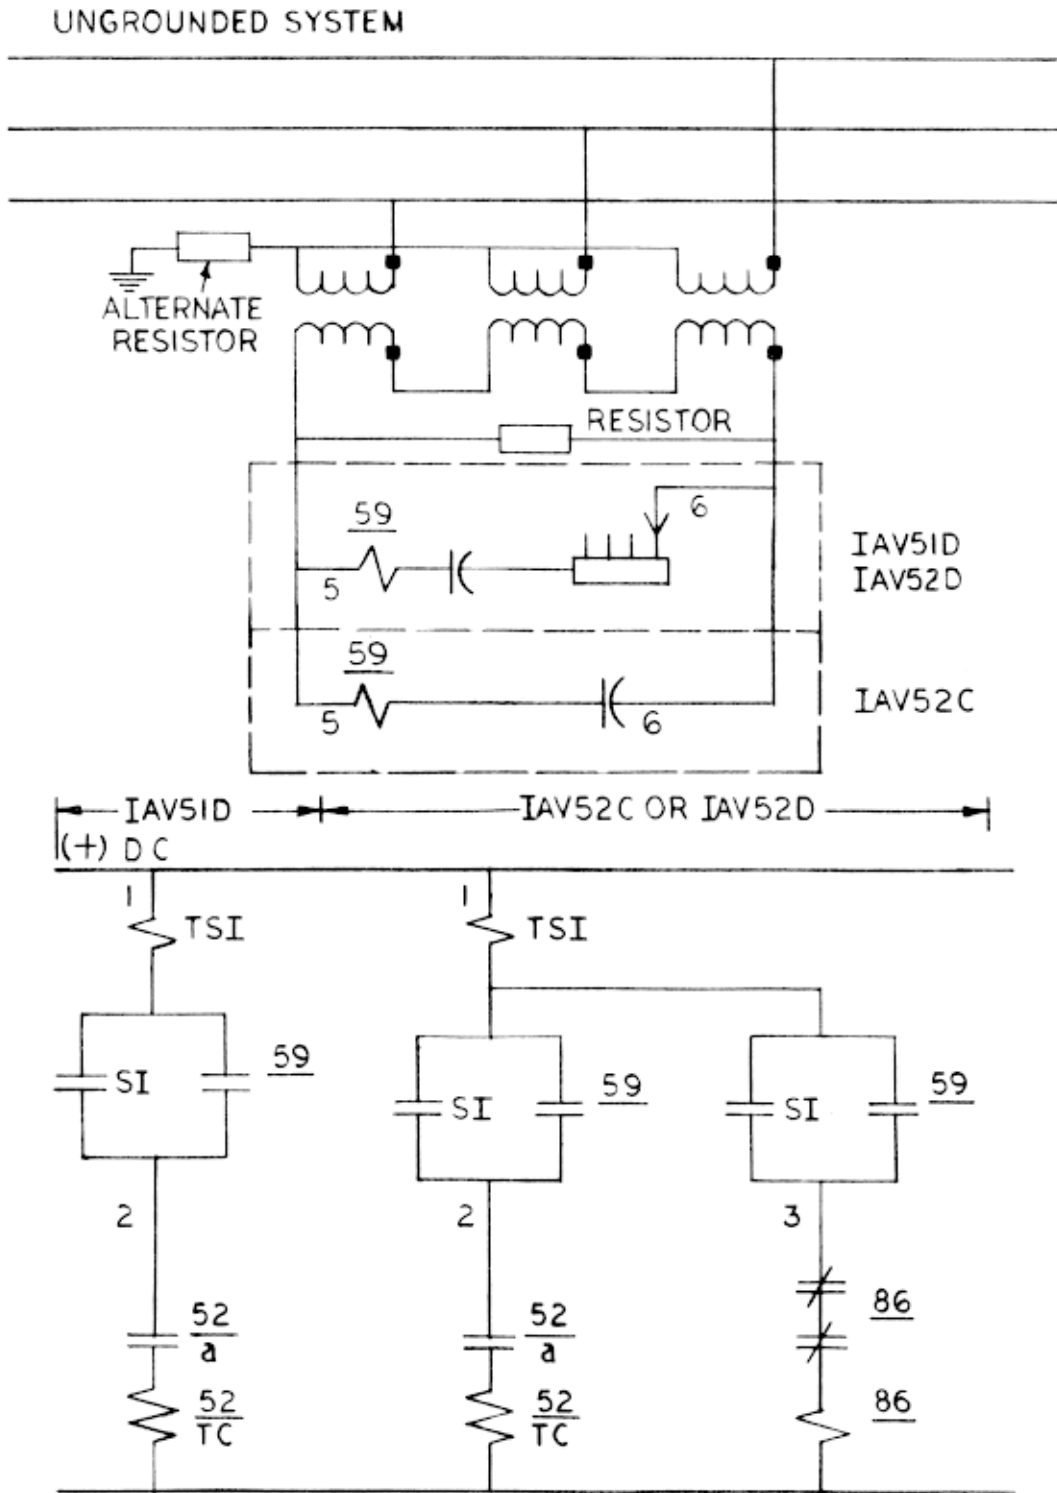 UNGROUNDED SYSTEM
ALTERNATE
RESISTOR
RESISTOR
59
6
5
IAV51D
IAV52D
59
5
6
IAV52C
IAV51D
IAV52C OR IAV52D
(+) DC
1
TSI
1
TSI
SI
59
SI
59
SI
59
2
2
3
52
a
52
a
86
52
TC
52
TC
86